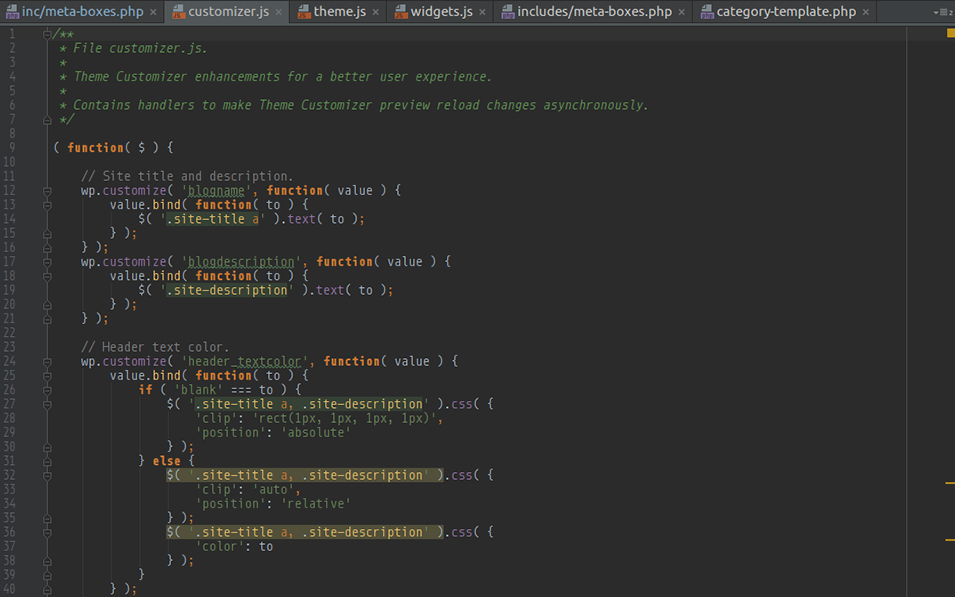 inc/meta-boxes.php × customizer.js × theme.js × widgets.js × includes/meta-boxes.php × category-template.php × 2
1 /**
2  * File customizer.js.
3  *
4  * Theme Customizer enhancements for a better user experience.
5  *
6  * Contains handlers to make Theme Customizer preview reload changes asynchronously.
7  */
8
9 ( function( $ ) {
10
11     // Site title and description.
12     wp.customize( 'blogname', function( value ) {
13         value.bind( function( to ) {
14             $( '.site-title a' ).text( to );
15         } );
16     } );
17     wp.customize( 'blogdescription', function( value ) {
18         value.bind( function( to ) {
19             $( '.site-description' ).text( to );
20         } );
21     } );
22
23     // Header text color.
24     wp.customize( 'header_textcolor', function( value ) {
25         value.bind( function( to ) {
26             if ( 'blank' === to ) {
27                 $( '.site-title a, .site-description' ).css( {
28                     'clip': 'rect(1px, 1px, 1px, 1px)',
29                     'position': 'absolute'
30                 } );
31             } else {
32                 $( '.site-title a, .site-description' ).css( {
33                     'clip': 'auto',
34                     'position': 'relative'
35                 } );
36                 $( '.site-title a, .site-description' ).css( {
37                     'color': to
38                 } );
39             }
40         } );